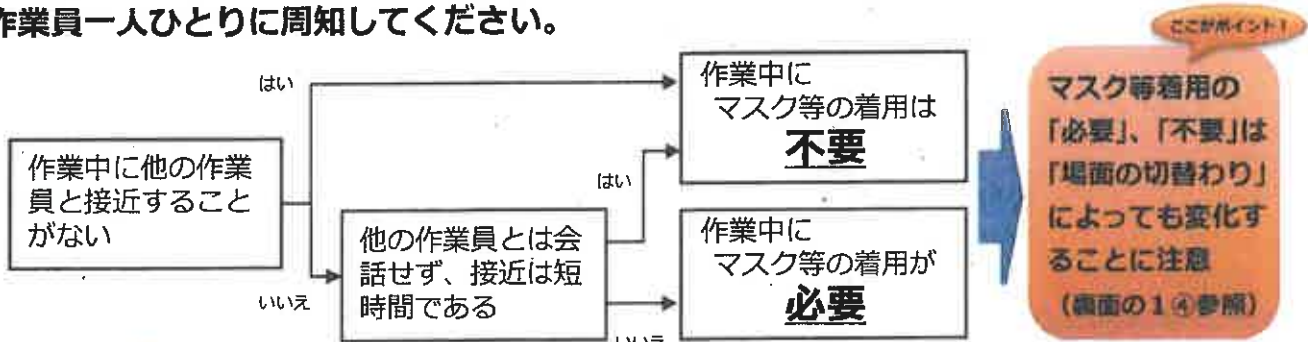 作業員一人ひとりに周知してください。
ここがポイント！
はい
作業中に他の作業
員と接近すること
がない
いいえ
他の作業員とは会
話せず、接近は短
時間である
はい
いいえ
作業中に
マスク等の着用は
不要
作業中に
マスク等の着用が
必要
マスク等着用の
「必要」、「不要」は
「場面の切替わり」
によっても変化す
ることに注意
（裏面の１④参照）